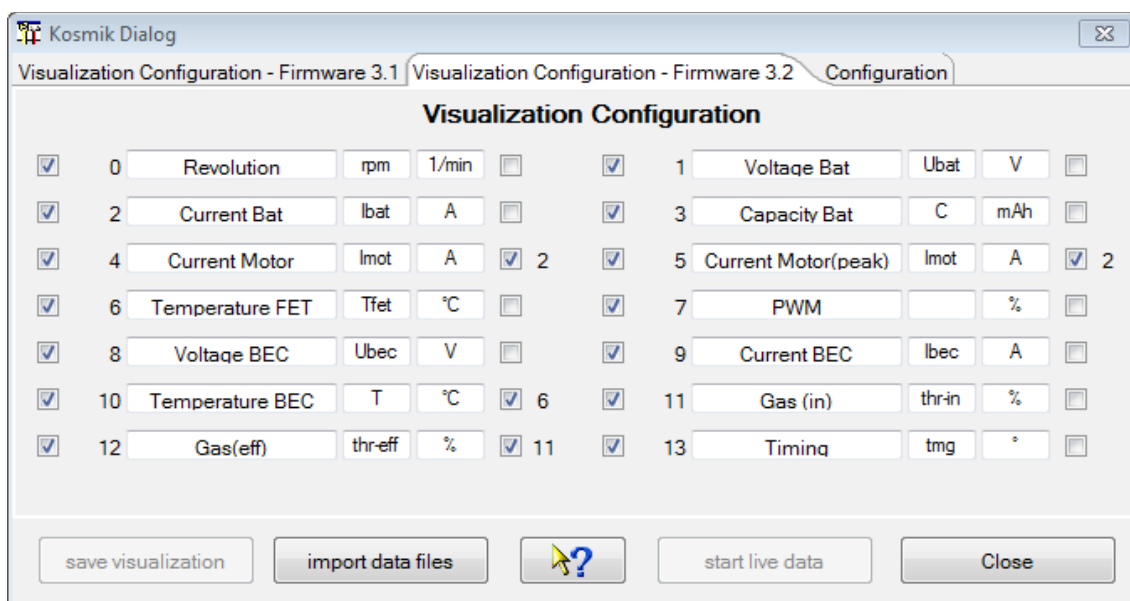 Kosmik Dialog
Visualization Configuration - Firmware 3.1 Visualization Configuration - Firmware 3.2 Configuration
Visualization Configuration
0 Revolution rpm 1/min 1 Voltage Bat Ubat V
2 Current Bat Ibat A 3 Capacity Bat C mAh
4 Current Motor Imot A 2 5 Current Motor(peak) Imot A 2
6 Temperature FET Tfet °C 7 PWM %
8 Voltage BEC Ubec V 9 Current BEC Ibec A
10 Temperature BEC T °C 6 11 Gas (in) thr-in %
12 Gas(eff) thr-eff % 11 13 Timing tmg °
save visualization import data files ? start live data Close